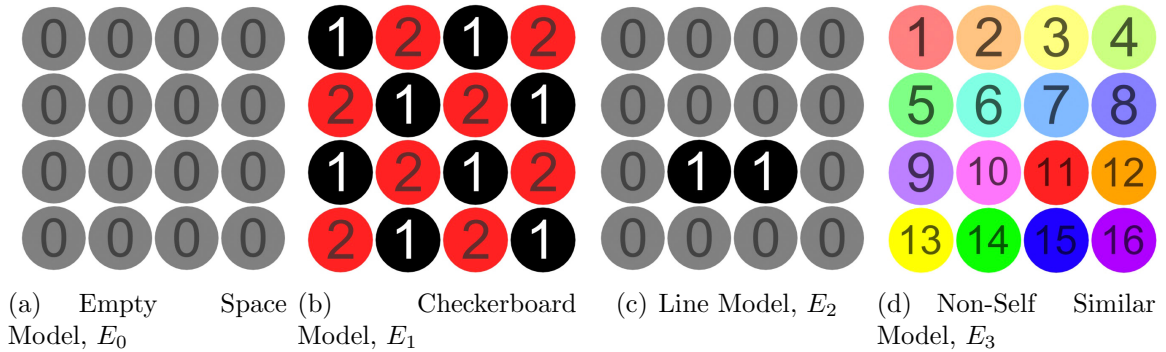 0 0 0 0 1 2 1 2 0 0 0 0 1 2 3 4
0 0 0 0 2 1 2 1 0 0 0 0 5 6 7 8
0 0 0 0 1 2 1 2 0 1 1 0 9 10 11 12
0 0 0 0 2 1 2 1 0 0 0 0 13 14 15 16
(a) Empty Space
Model, E0
(b) Checkerboard
Model, E1
(c) Line Model, E2
(d) Non-Self Similar
Model, E3